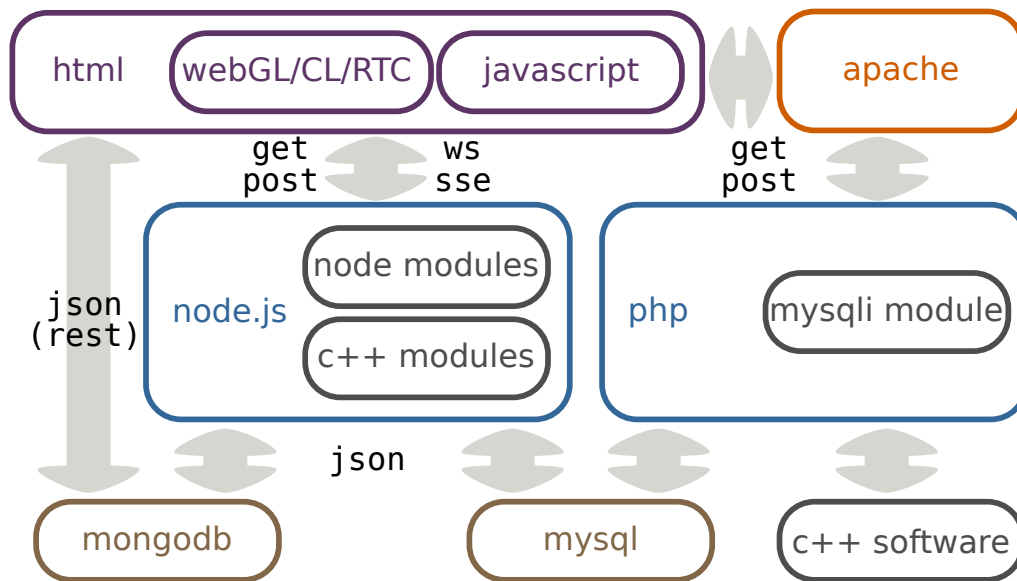 html
webGL/CL/RTC
javascript
apache
get
post
ws
sse
get
post
json
(rest)
node.js
node modules
c++ modules
php
mysqli module
json
mongodb
mysql
c++ software